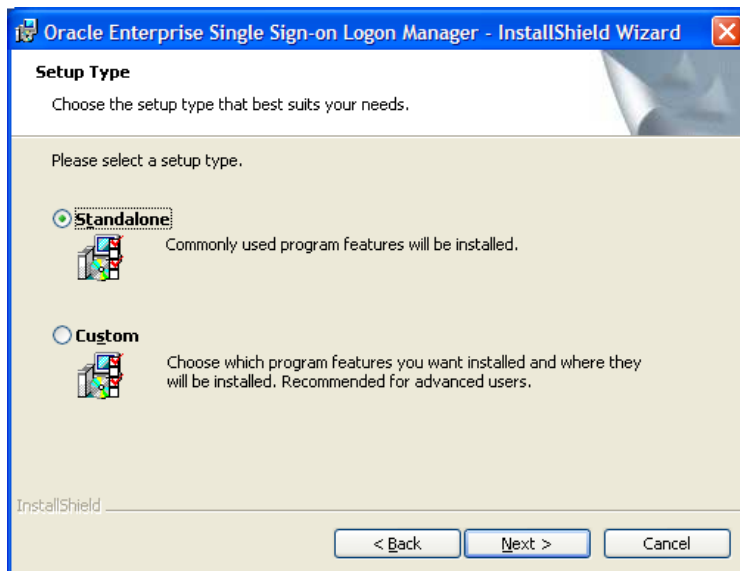 Oracle Enterprise Single Sign-on Logon Manager - InstallShield Wizard
Setup Type
Choose the setup type that best suits your needs.
Please select a setup type.
Standalone
Commonly used program features will be installed.
Custom
Choose which program features you want installed and where they
will be installed. Recommended for advanced users.
InstallShield
< Back
Next >
Cancel